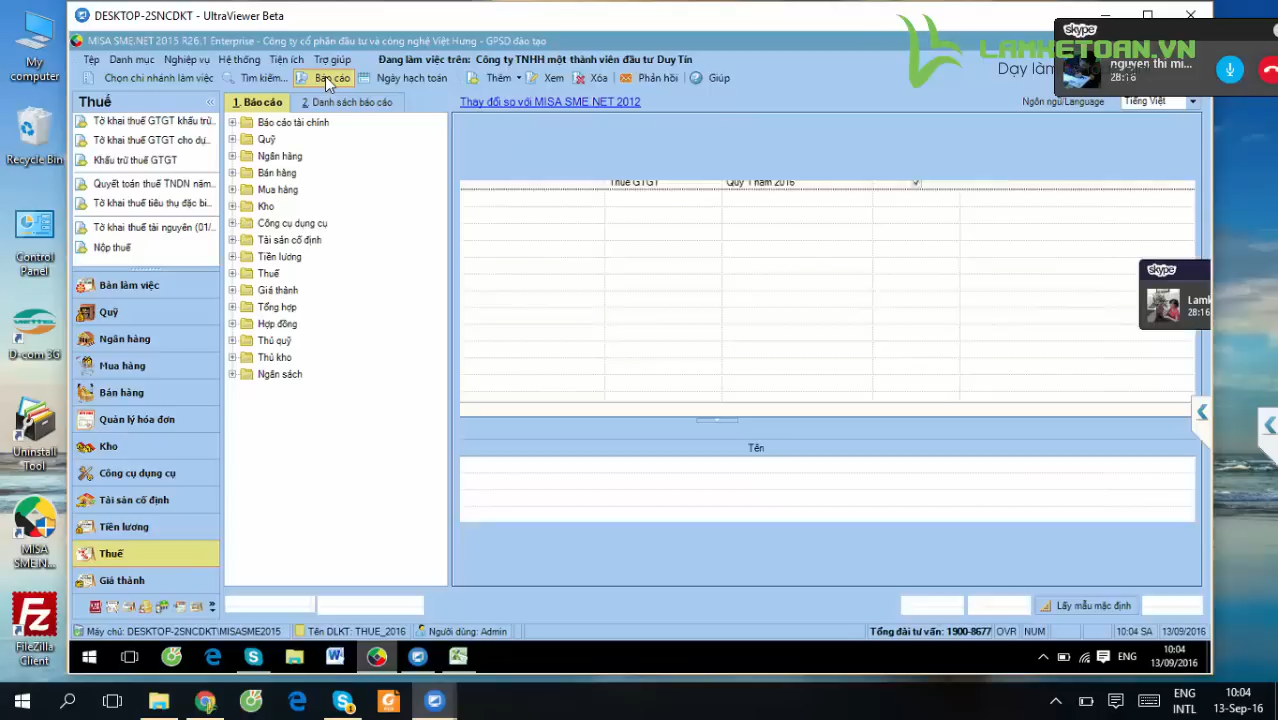 DESKTOP-2SNCDKT - UltraViewer Beta
MISA SME.NET 2015 R26.1 Enterprise - Công ty cổ phần đầu tư và công nghệ Việt Hưng - GPSD đào tạo
Tệp Danh mục Nghiệp vụ Hệ thống Tiện ích Trợ giúp Đang làm việc trên: Công ty TNHH một thành viên đầu tư Duy Tín
Chọn chi nhánh làm việc Tìm kiếm... Báo cáo Ngày hạch toán Thêm Xem Xóa Phản hồi Giúp
LAMKETOAN.VN
Dạy làm
skype
nguyen thi mi...
28:18
Thuế
1. Báo cáo 2. Danh sách báo cáo
Thay đổi so với MISA SME.NET 2012
Ngôn ngữ/Language Tiếng Việt
Tờ khai thuế GTGT khấu trừ...
Tờ khai thuế GTGT cho dự...
Khấu trừ thuế GTGT
Quyết toán thuế TNDN năm...
Tờ khai thuế tiêu thụ đặc bi...
Tờ khai thuế tài nguyên (01/...
Nộp thuế
Bàn làm việc
Quỹ
Ngân hàng
Mua hàng
Bán hàng
Quản lý hóa đơn
Kho
Công cụ dụng cụ
Tài sản cố định
Tiền lương
Thuế
Giá thành
Báo cáo tài chính
Quỹ
Ngân hàng
Bán hàng
Mua hàng
Kho
Công cụ dụng cụ
Tài sản cố định
Tiền lương
Thuế
Giá thành
Tổng hợp
Hợp đồng
Thủ quỹ
Thủ kho
Ngân sách
Thuế GTGT Quý 1 năm 2016
Tên
skype
Lamk
28:16
Lấy mẫu mặc định
Máy chủ: DESKTOP-2SNCDKT\MISASME2015 Tên DLKT: THUE_2016 Người dùng: Admin Tổng đài tư vấn: 1900-8677 OVR NUM 10:04 SA 13/09/2016
ENG 10:04
13/09/2016
My computer
Recycle Bin
Control Panel
VIETTEL
D-com 3G
Uninstall Tool
MISA SME N...
FileZilla Client
ENG
INTL
10:04
13-Sep-16